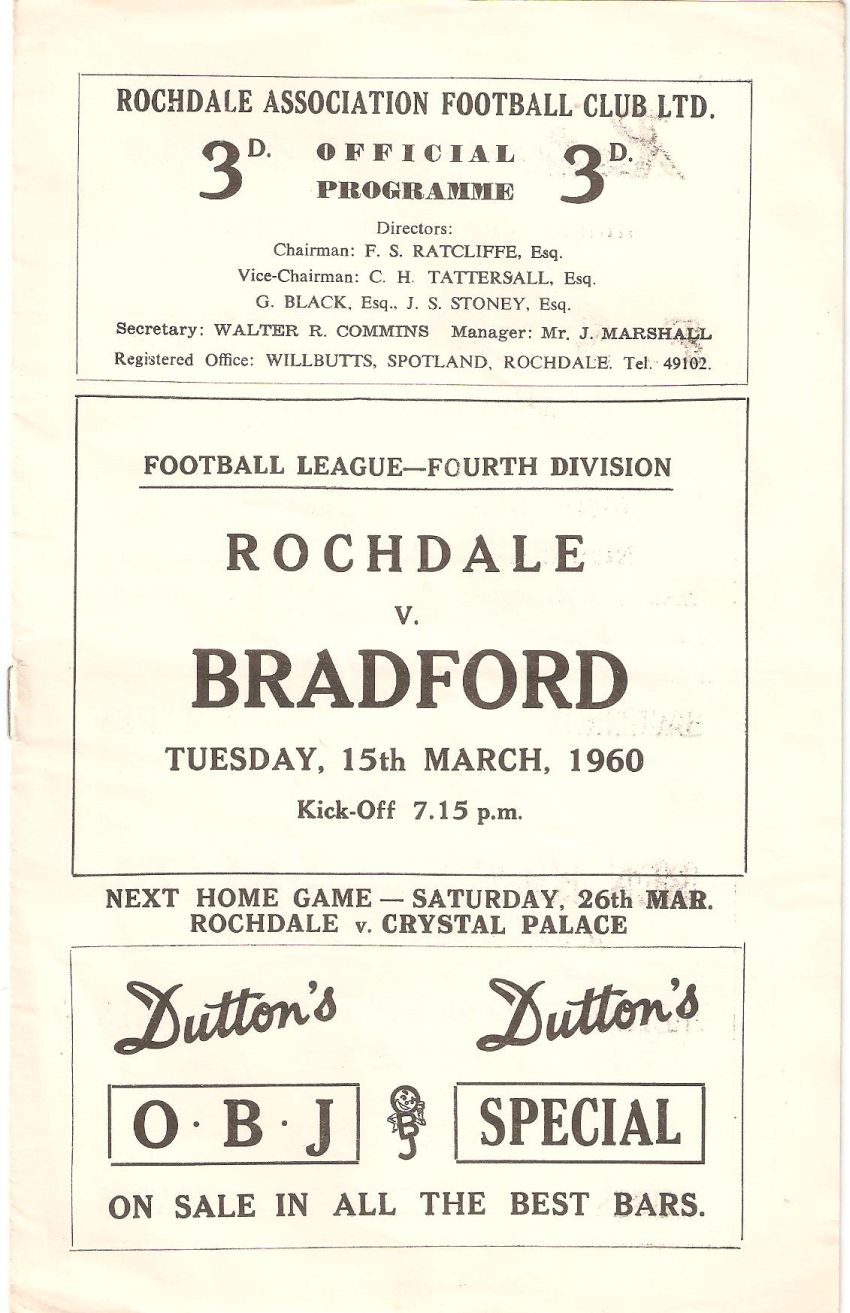 ROCHDALE ASSOCIATION FOOTBALL CLUB LTD.
3D. OFFICIAL PROGRAMME 3D.
Directors:
Chairman: F. S. RATCLIFFE, Esq.
Vice-Chairman: C. H. TATTERSALL, Esq.
G. BLACK, Esq., J. S. STONEY, Esq.
Secretary: WALTER R. COMMINS Manager: Mr. J. MARSHALL
Registered Office: WILLBUTTS, SPOTLAND, ROCHDALE. Tel. 49102.
FOOTBALL LEAGUE—FOURTH DIVISION
ROCHDALE
v.
BRADFORD
TUESDAY, 15th MARCH, 1960
Kick-Off 7.15 p.m.
NEXT HOME GAME — SATURDAY, 26th MAR.
ROCHDALE v. CRYSTAL PALACE
Dutton's Dutton's
O·B·J OBJ SPECIAL
ON SALE IN ALL THE BEST BARS.